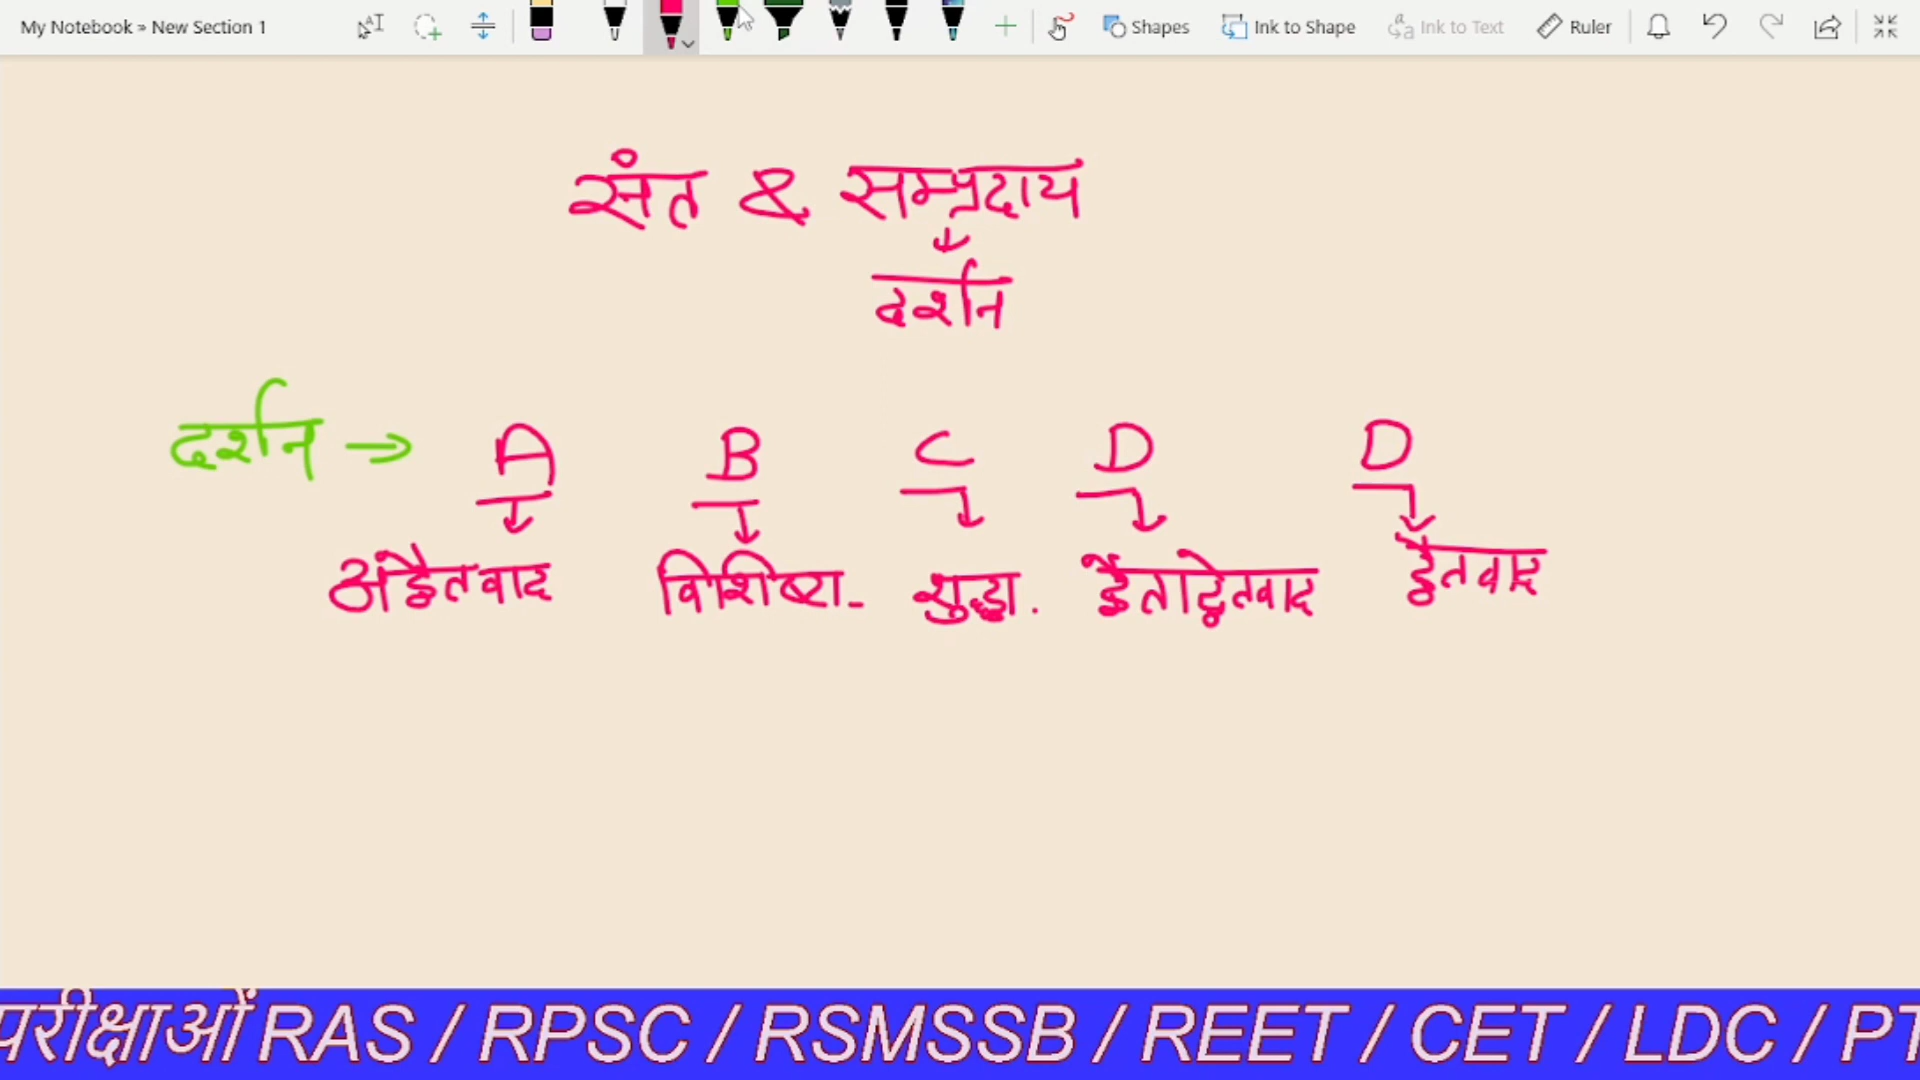 My Notebook » New Section 1 Shapes Ink to Shape Ink to Text Ruler
संत & सम्प्रदाय
दर्शन
दर्शन → A B C D D
अद्वैतवाद विशिष्टा- शुद्धा. द्वैताद्वैतवाद द्वैतवाद
परीक्षाओं RAS / RPSC / RSMSSB / REET / CET / LDC / PT